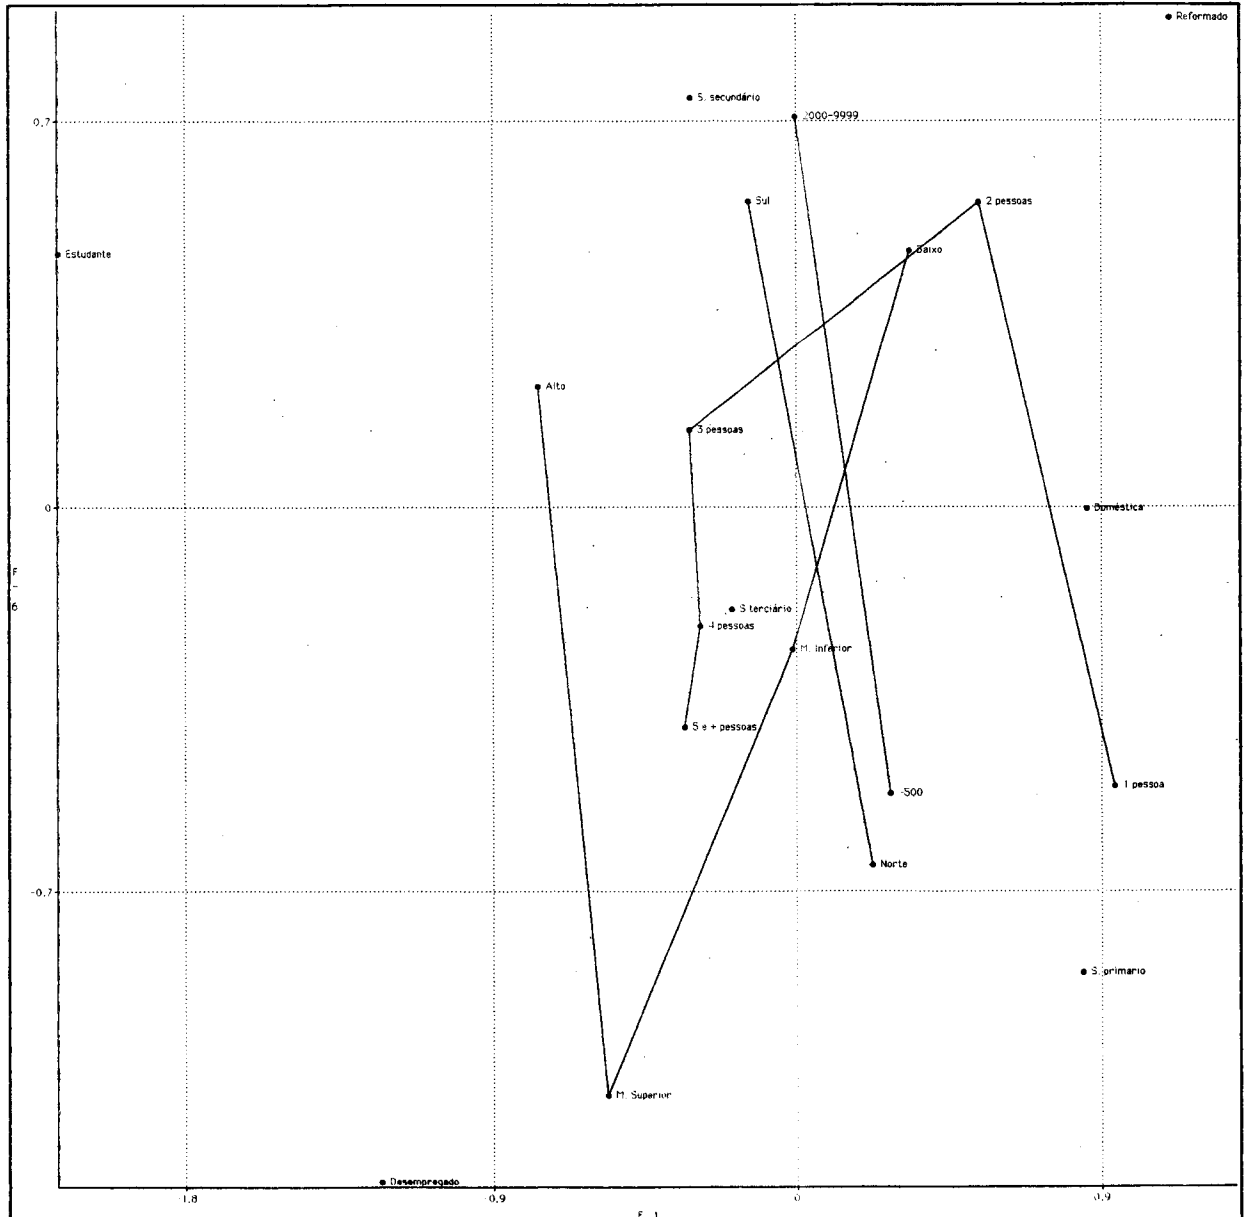 Reformado
S. secundário
0,7
2000-9999
Sul
2 pessoas
Baixo
Estudante
Alto
3 pessoas
0
Doméstica
F
-
6
S terciário
4 pessoas
M. Inferior
5 e + pessoas
1 pessoa
-500
Norte
-0,7
S. primario
M. Superior
Desempregado
-1,8
-0,9
0
0,9
F 1